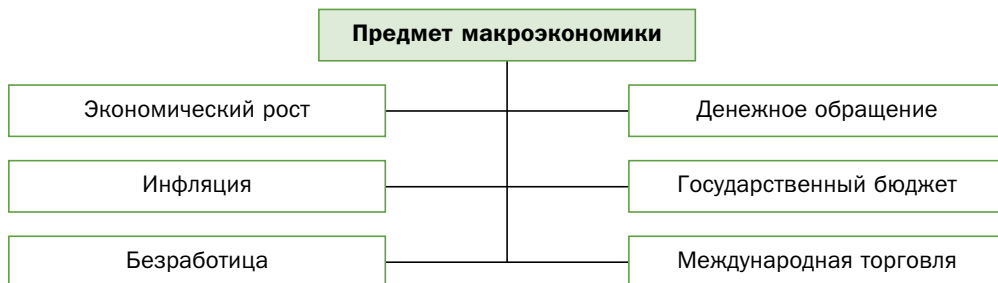 Предмет макроэкономики
Экономический рост
Денежное обращение
Инфляция
Государственный бюджет
Безработица
Международная торговля